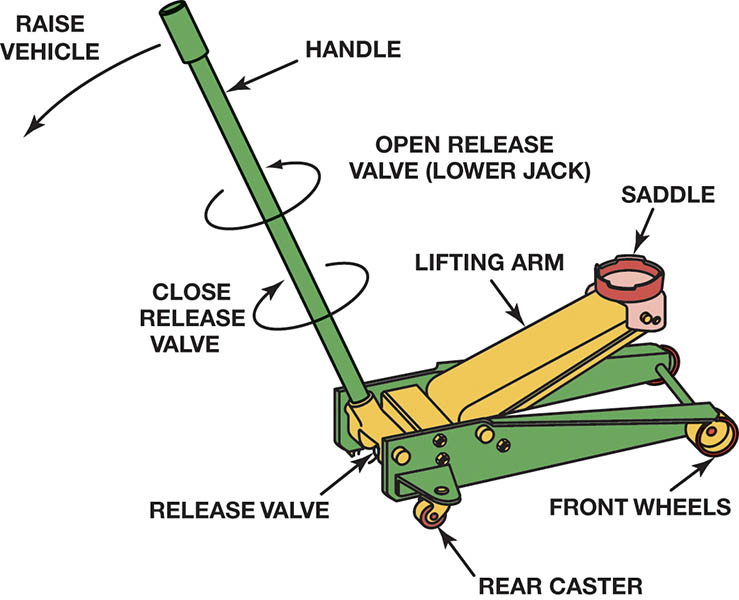 RAISE
VEHICLE
HANDLE
OPEN RELEASE
VALVE (LOWER JACK)
SADDLE
LIFTING ARM
CLOSE
RELEASE
VALVE
RELEASE VALVE
FRONT WHEELS
REAR CASTER